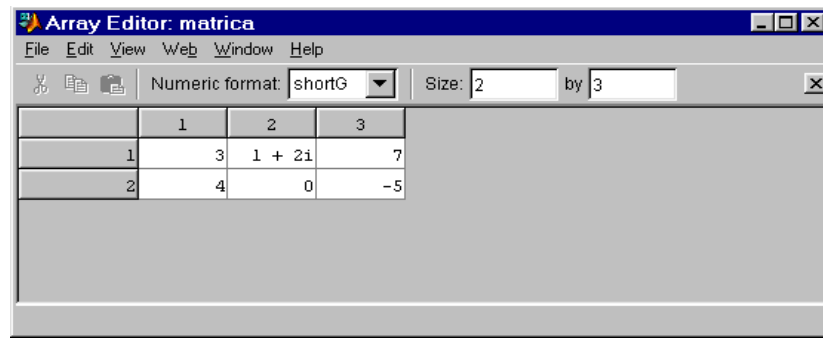 Array Editor: matrica
File Edit View Web Window Help
Numeric format: shortG Size: 2 by 3
1 2 3
1 3 1 + 2i 7
2 4 0 -5